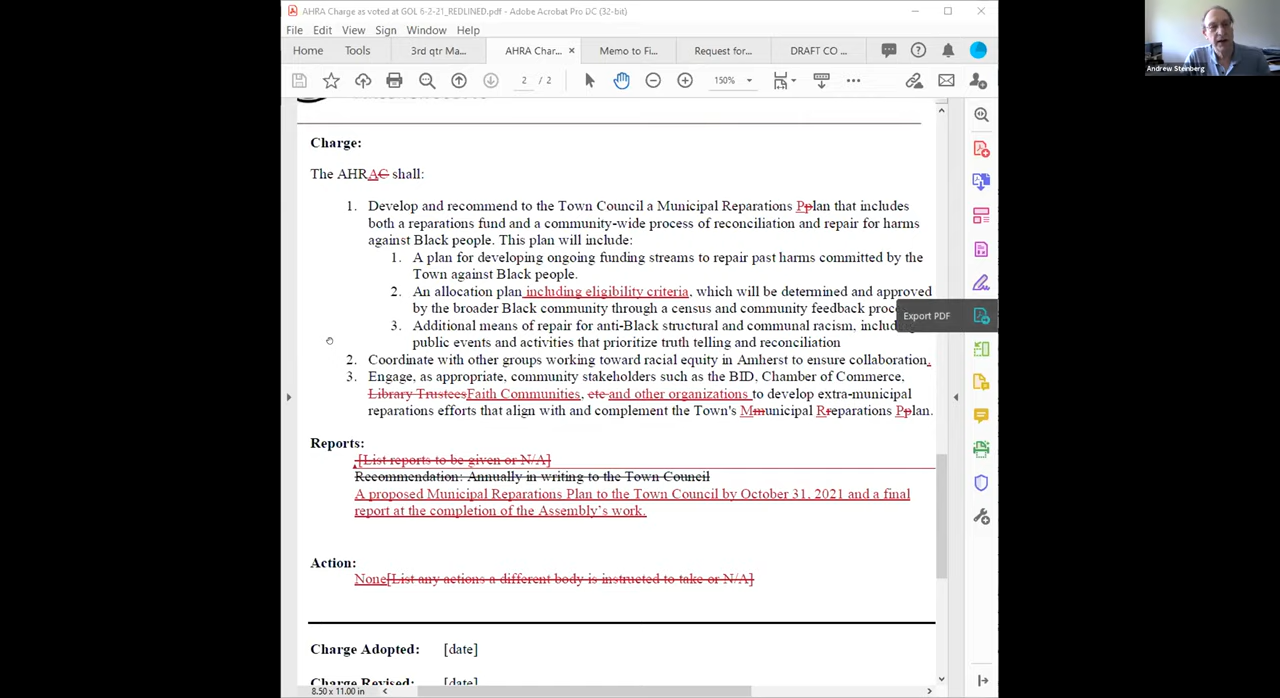 AHRA Charge as voted at GOL 6-2-21_REDLINED.pdf - Adobe Acrobat Pro DC (32-bit)
File Edit View Sign Window Help
Home Tools 3rd qtr Ma... AHRA Char... × Memo to Fi... Request for... DRAFT CO ...
2 / 2 150%
Charge:
The AHRAC shall:
1. Develop and recommend to the Town Council a Municipal Reparations Pplan that includes
both a reparations fund and a community-wide process of reconciliation and repair for harms
against Black people. This plan will include:
1. A plan for developing ongoing funding streams to repair past harms committed by the
Town against Black people.
2. An allocation plan including eligibility criteria, which will be determined and approved
by the broader Black community through a census and community feedback
3. Additional means of repair for anti-Black structural and communal racism,
public events and activities that prioritize truth telling and reconciliation
2. Coordinate with other groups working toward racial equity in Amherst to ensure collaboration.
3. Engage, as appropriate, community stakeholders such as the BID, Chamber of Commerce,
Library TrusteesFaith Communities, etc and other organizations to develop extra-municipal
reparations efforts that align with and complement the Town's Mmunicipal Rreparations Pplan.
Reports:
[List reports to be given or N/A]
Recommendation: Annually in writing to the Town Council
A proposed Municipal Reparations Plan to the Town Council by October 31, 2021 and a final
report at the completion of the Assembly's work.
Action:
None[List any actions a different body is instructed to take or N/A]
Charge Adopted: [date]
Charge Revised: [date]
8.50 x 11.00 in
Export PDF
Andrew Steinberg